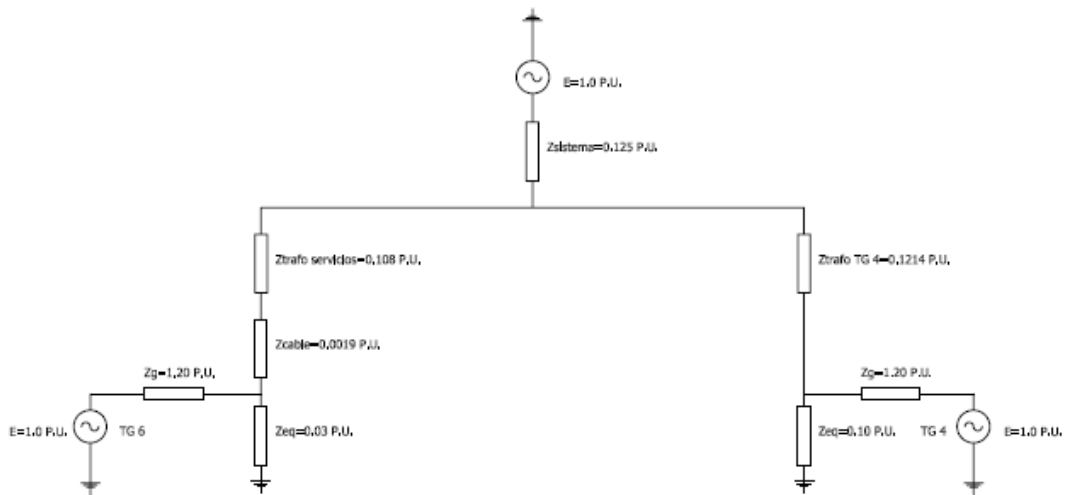 E=1.0 P.U.
Zsistema=0.125 P.U.
Ztrafo servicios=0.108 P.U.
Ztrafo TG 4=0.1214 P.U.
Zcable=0.0019 P.U.
Zg=1.20 P.U.
Zg=1.20 P.U.
E=1.0 P.U.
TG 6
Zeq=0.03 P.U.
Zeq=0.10 P.U.
TG 4
E=1.0 P.U.